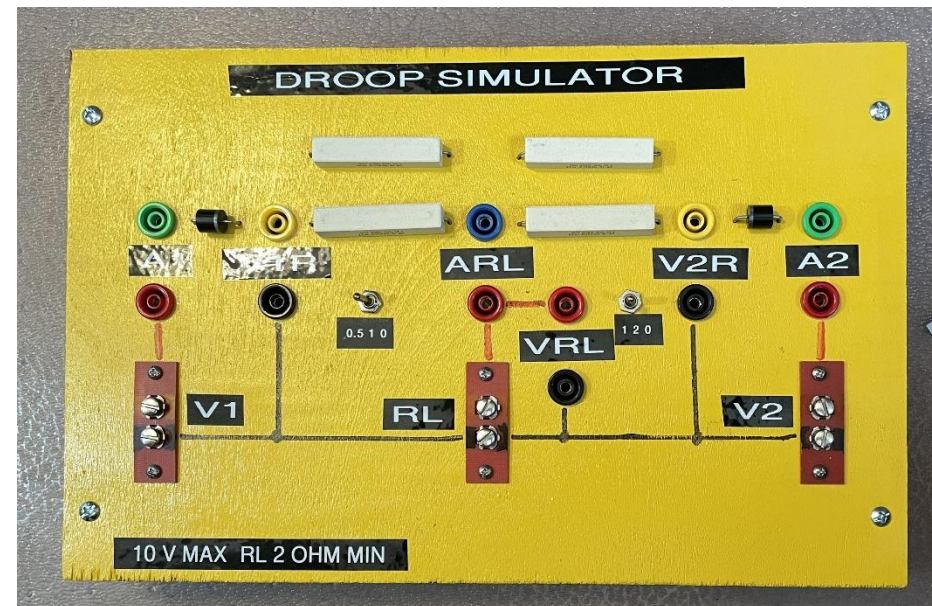 DROOP SIMULATOR
A1
ARL
V2R
A2
0.5 1 0
1 2 0
VRL
V1
RL
V2
10 V MAX RL 2 OHM MIN